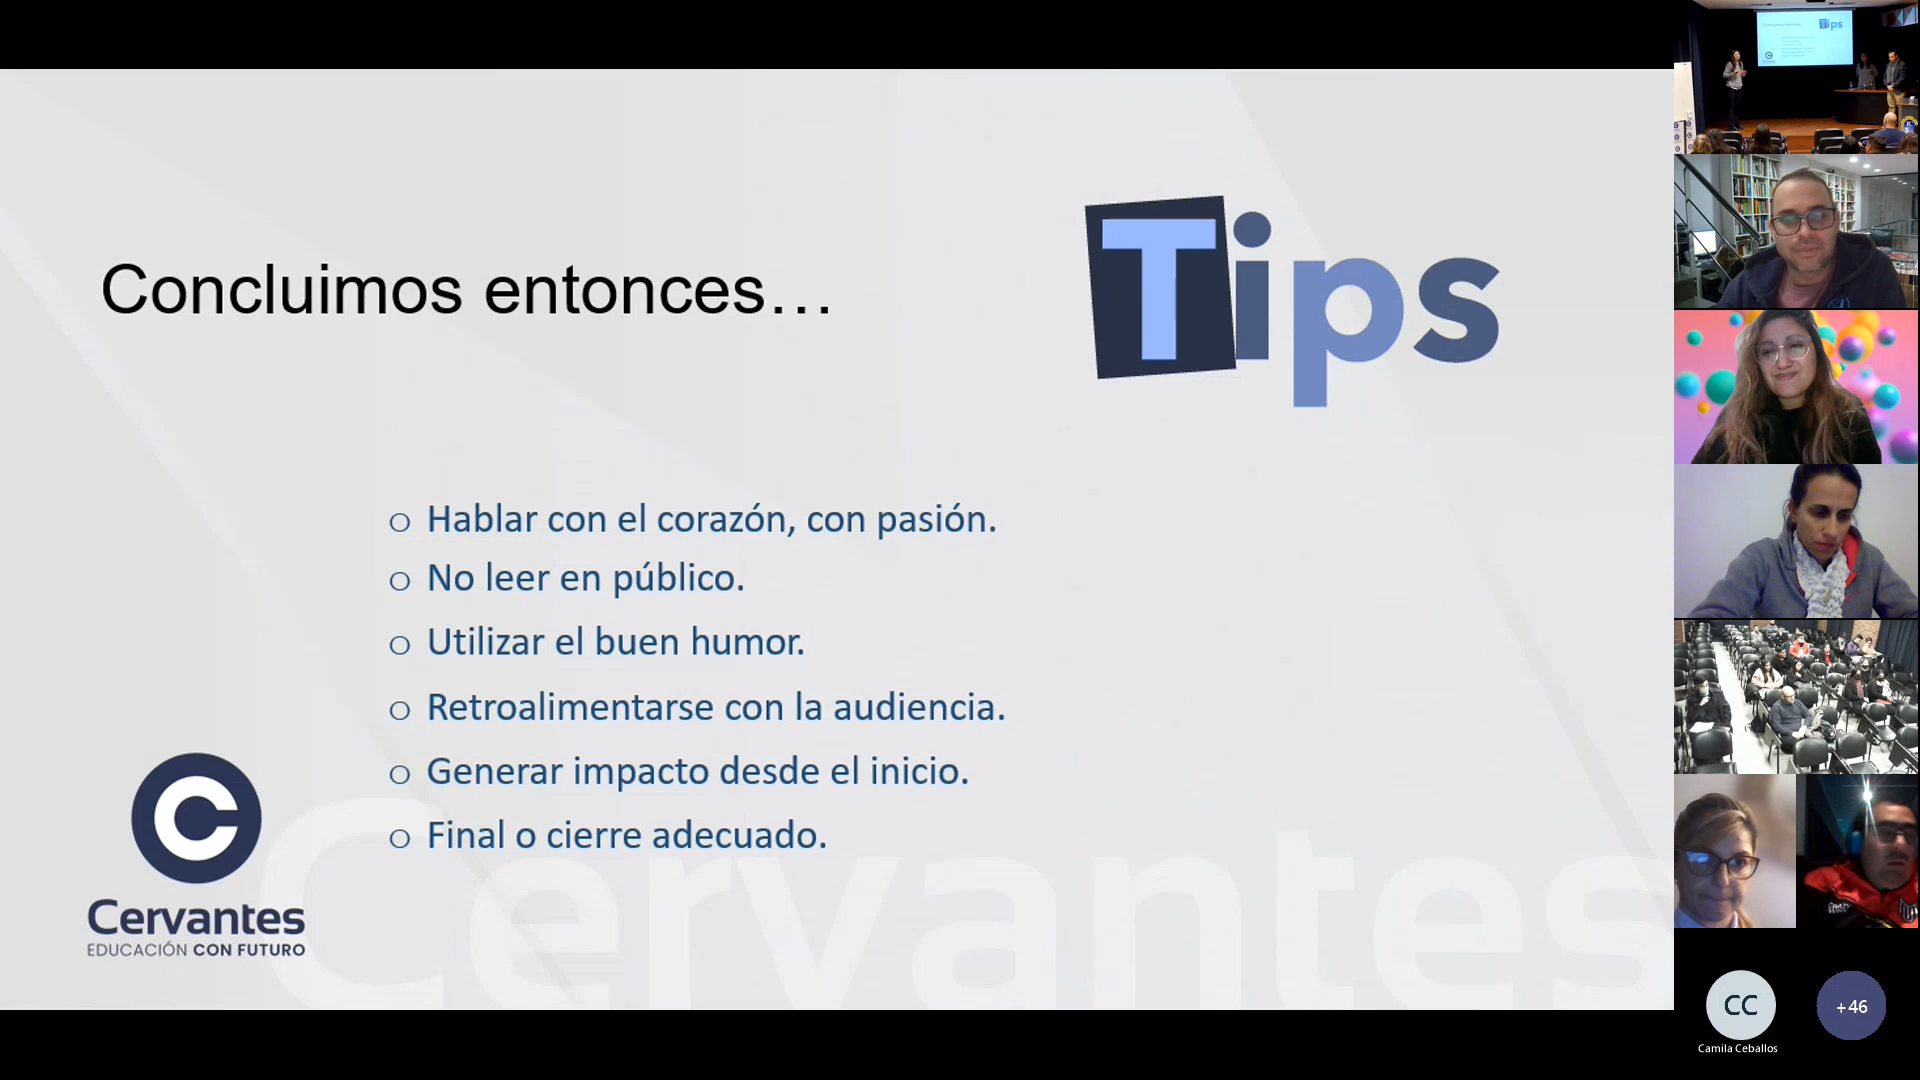 Concluimos entonces...
Tips
o Hablar con el corazón, con pasión.
o No leer en público.
o Utilizar el buen humor.
o Retroalimentarse con la audiencia.
o Generar impacto desde el inicio.
o Final o cierre adecuado.
C
Cervantes
EDUCACIÓN CON FUTURO
Cervantes
Tips
CRAZY
CC
+46
Camila Ceballos